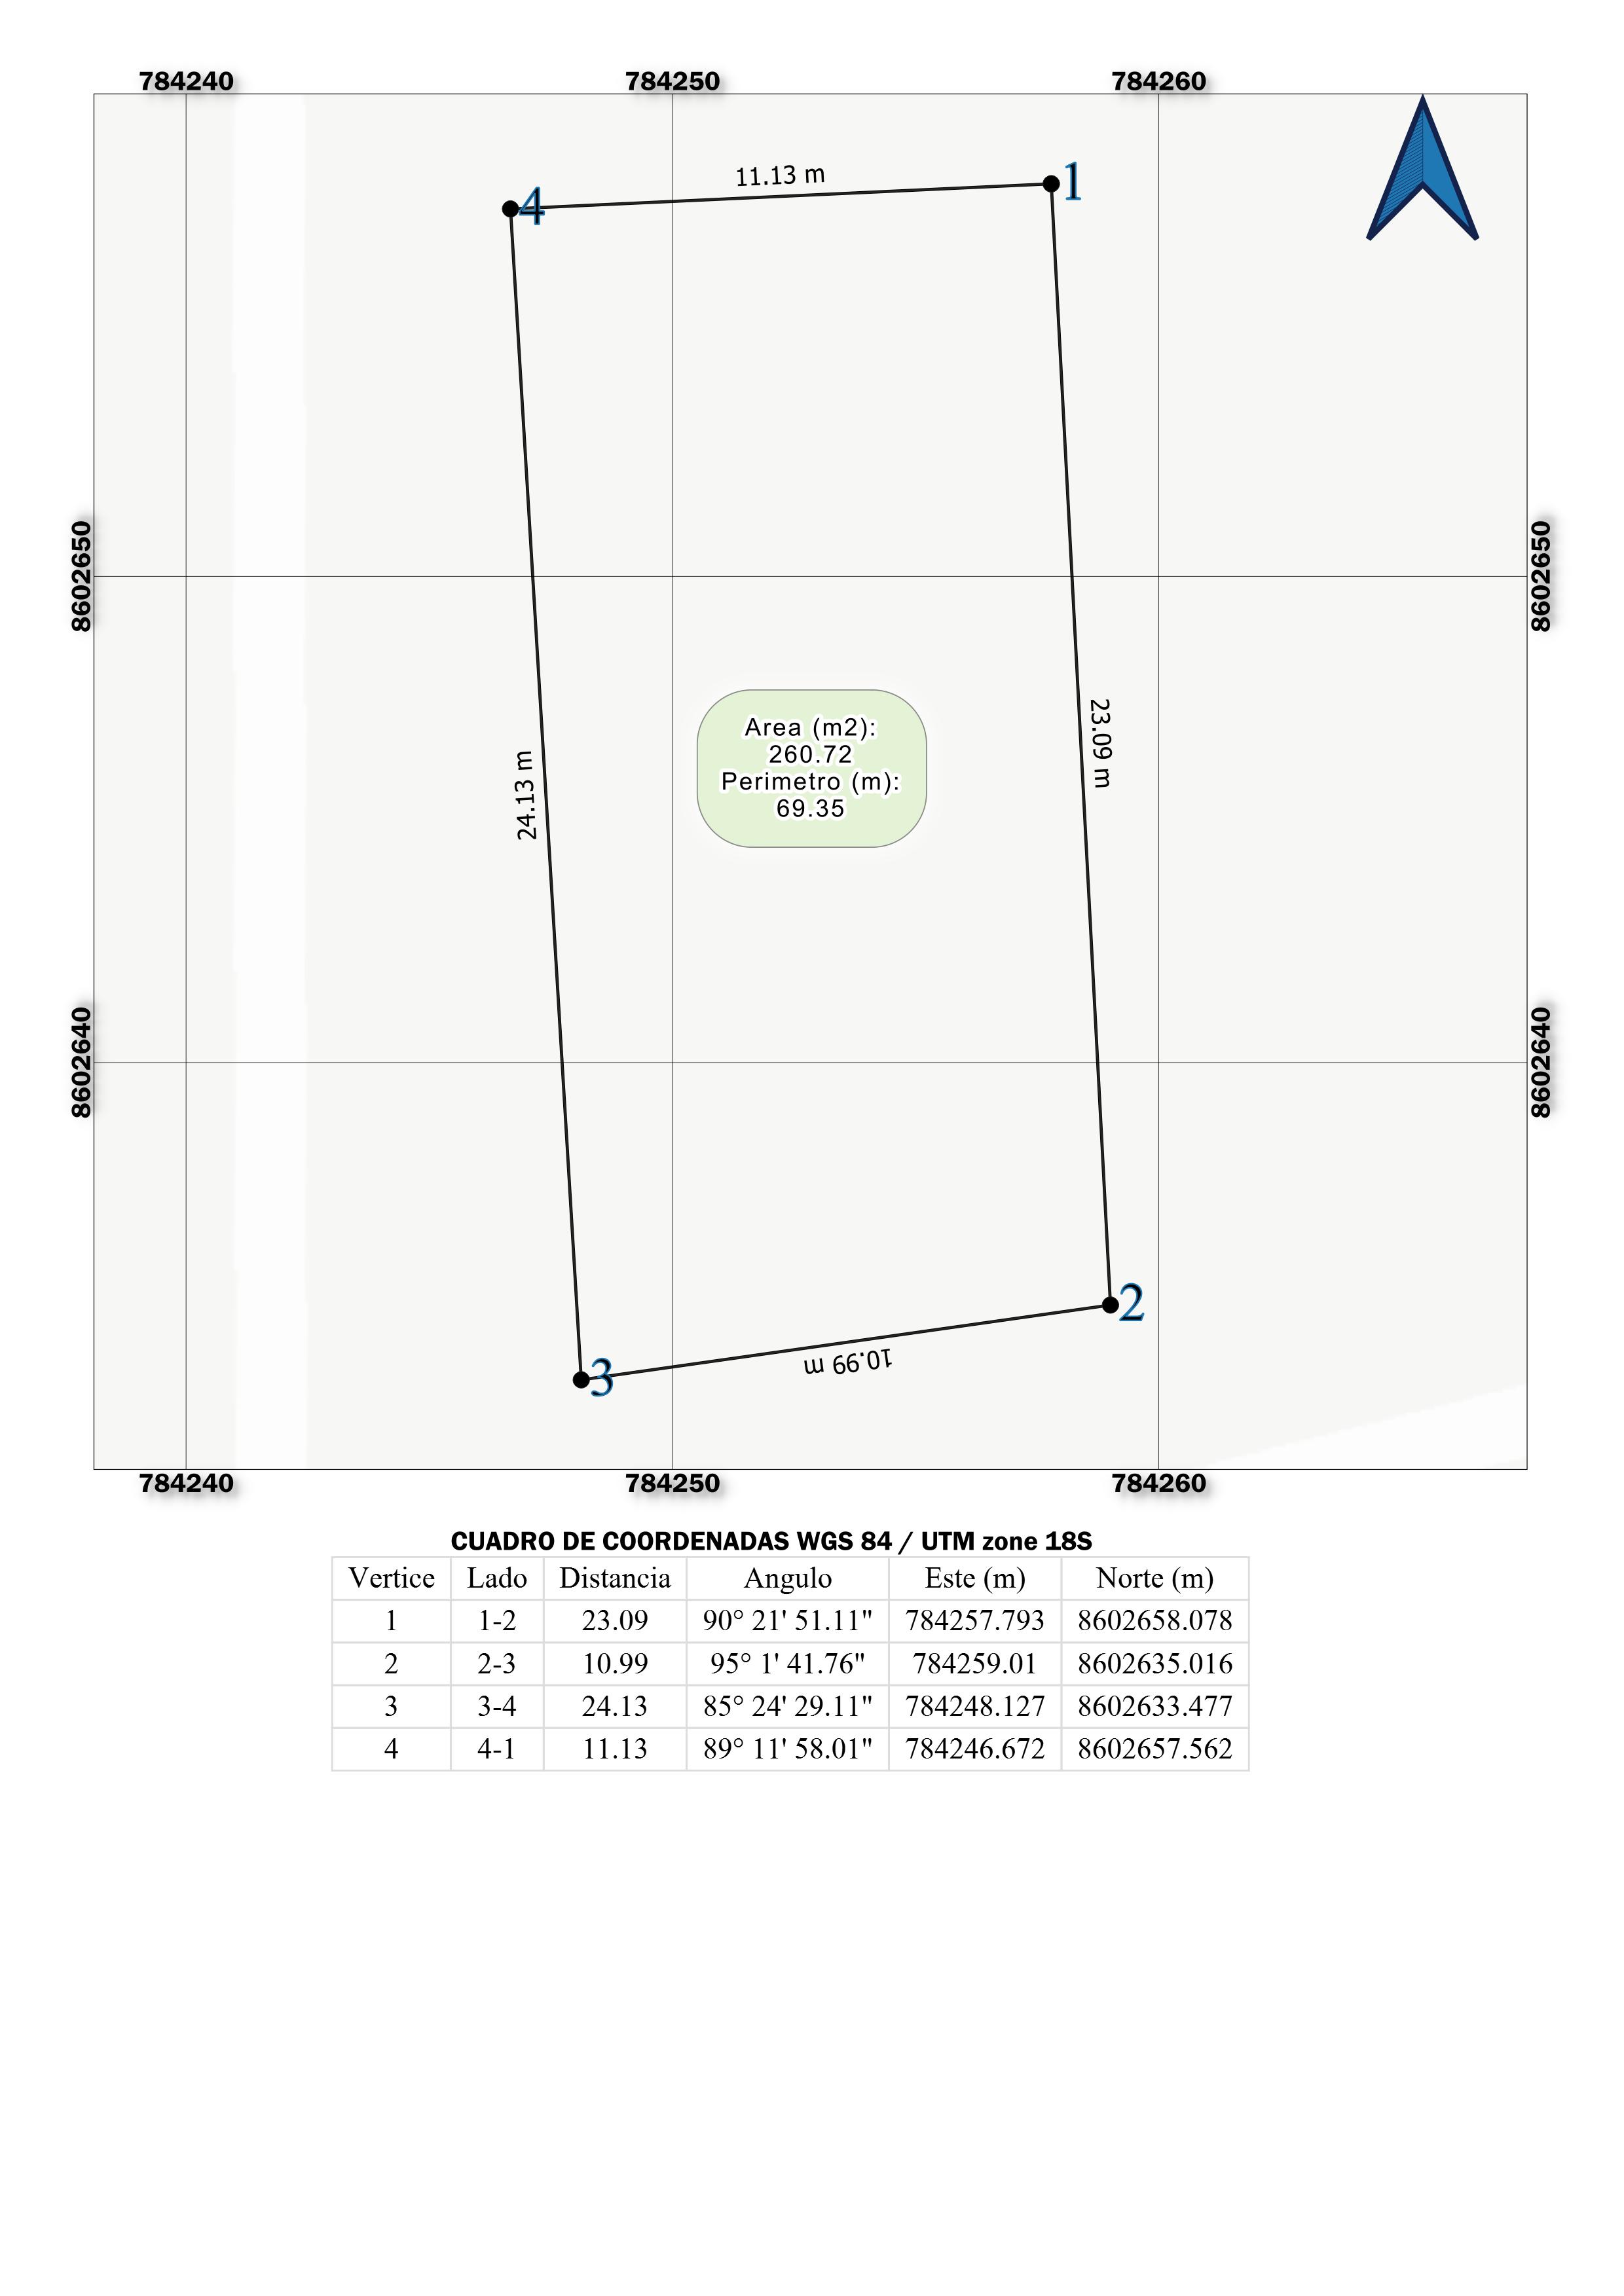 784240 784250 784260
11.13 m
1
4
8602650
8602650
23.09 m
24.13 m
Area (m2):
260.72
Perimetro (m):
69.35
8602640
8602640
2
10.99 m
3
784240 784250 784260
CUADRO DE COORDENADAS WGS 84 / UTM zone 18S
Vertice Lado Distancia Angulo Este (m) Norte (m)
1 1-2 23.09 90° 21' 51.11" 784257.793 8602658.078
2 2-3 10.99 95° 1' 41.76" 784259.01 8602635.016
3 3-4 24.13 85° 24' 29.11" 784248.127 8602633.477
4 4-1 11.13 89° 11' 58.01" 784246.672 8602657.562